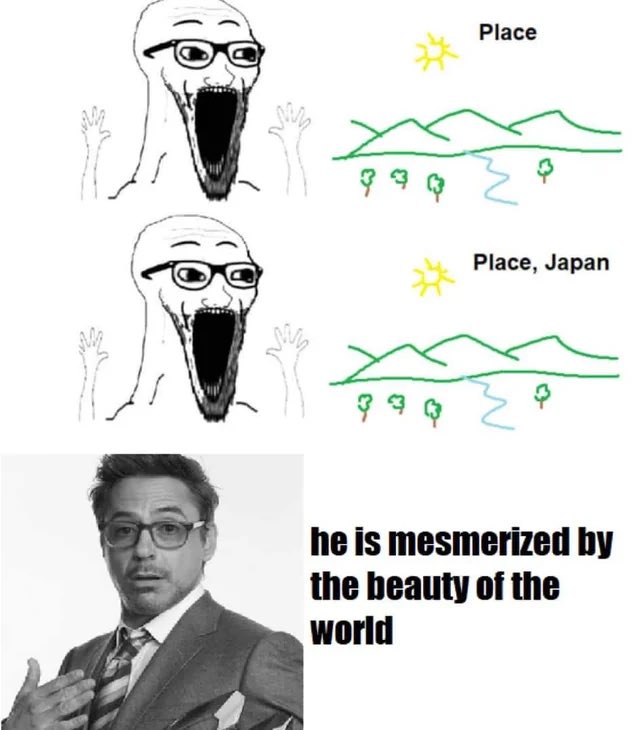 Place
Place, Japan
he is mesmerized by
the beauty of the
world